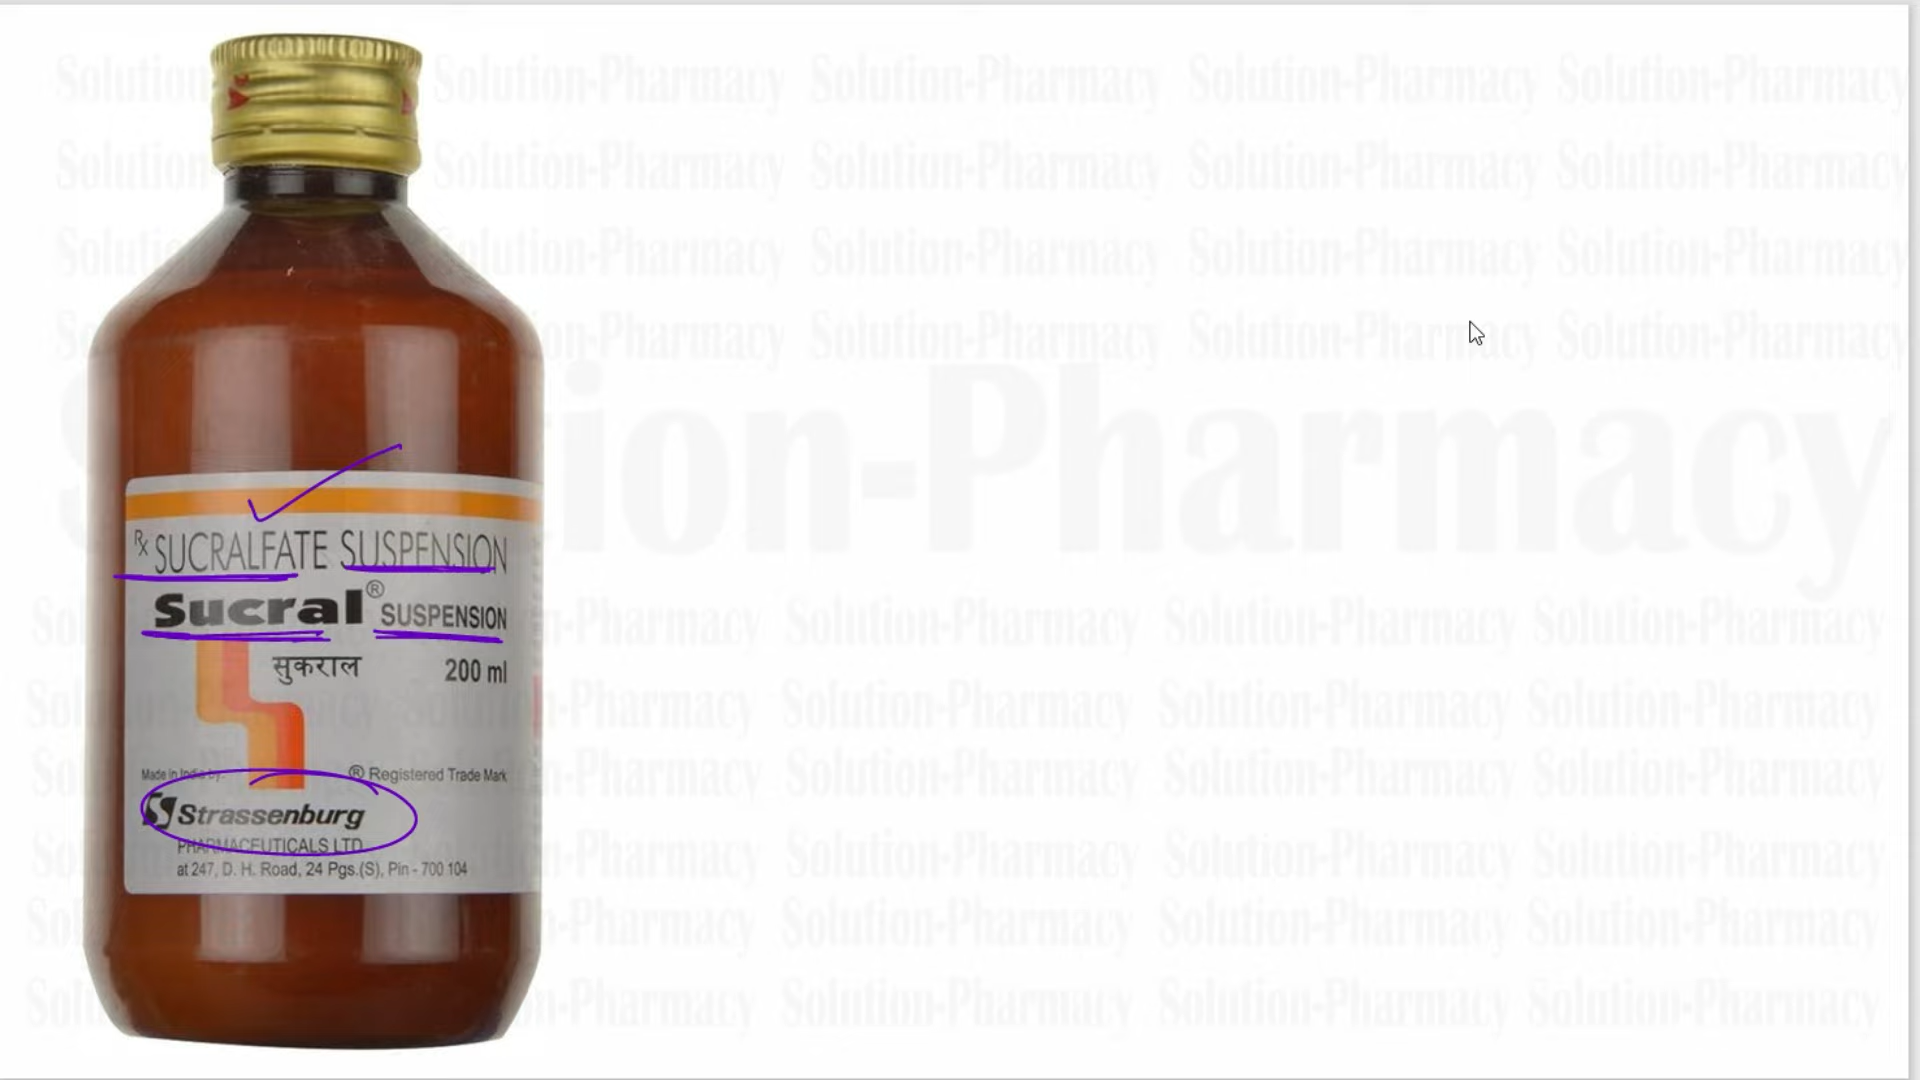 Solution-Pharmacy
℞ SUCRALFATE SUSPENSION
Sucral® SUSPENSION
सुकराल 200 ml
Made in India by:
® Registered Trade Mark
Strassenburg
PHARMACEUTICALS LTD.
at 247, D. H. Road, 24 Pgs.(S), Pin - 700 104